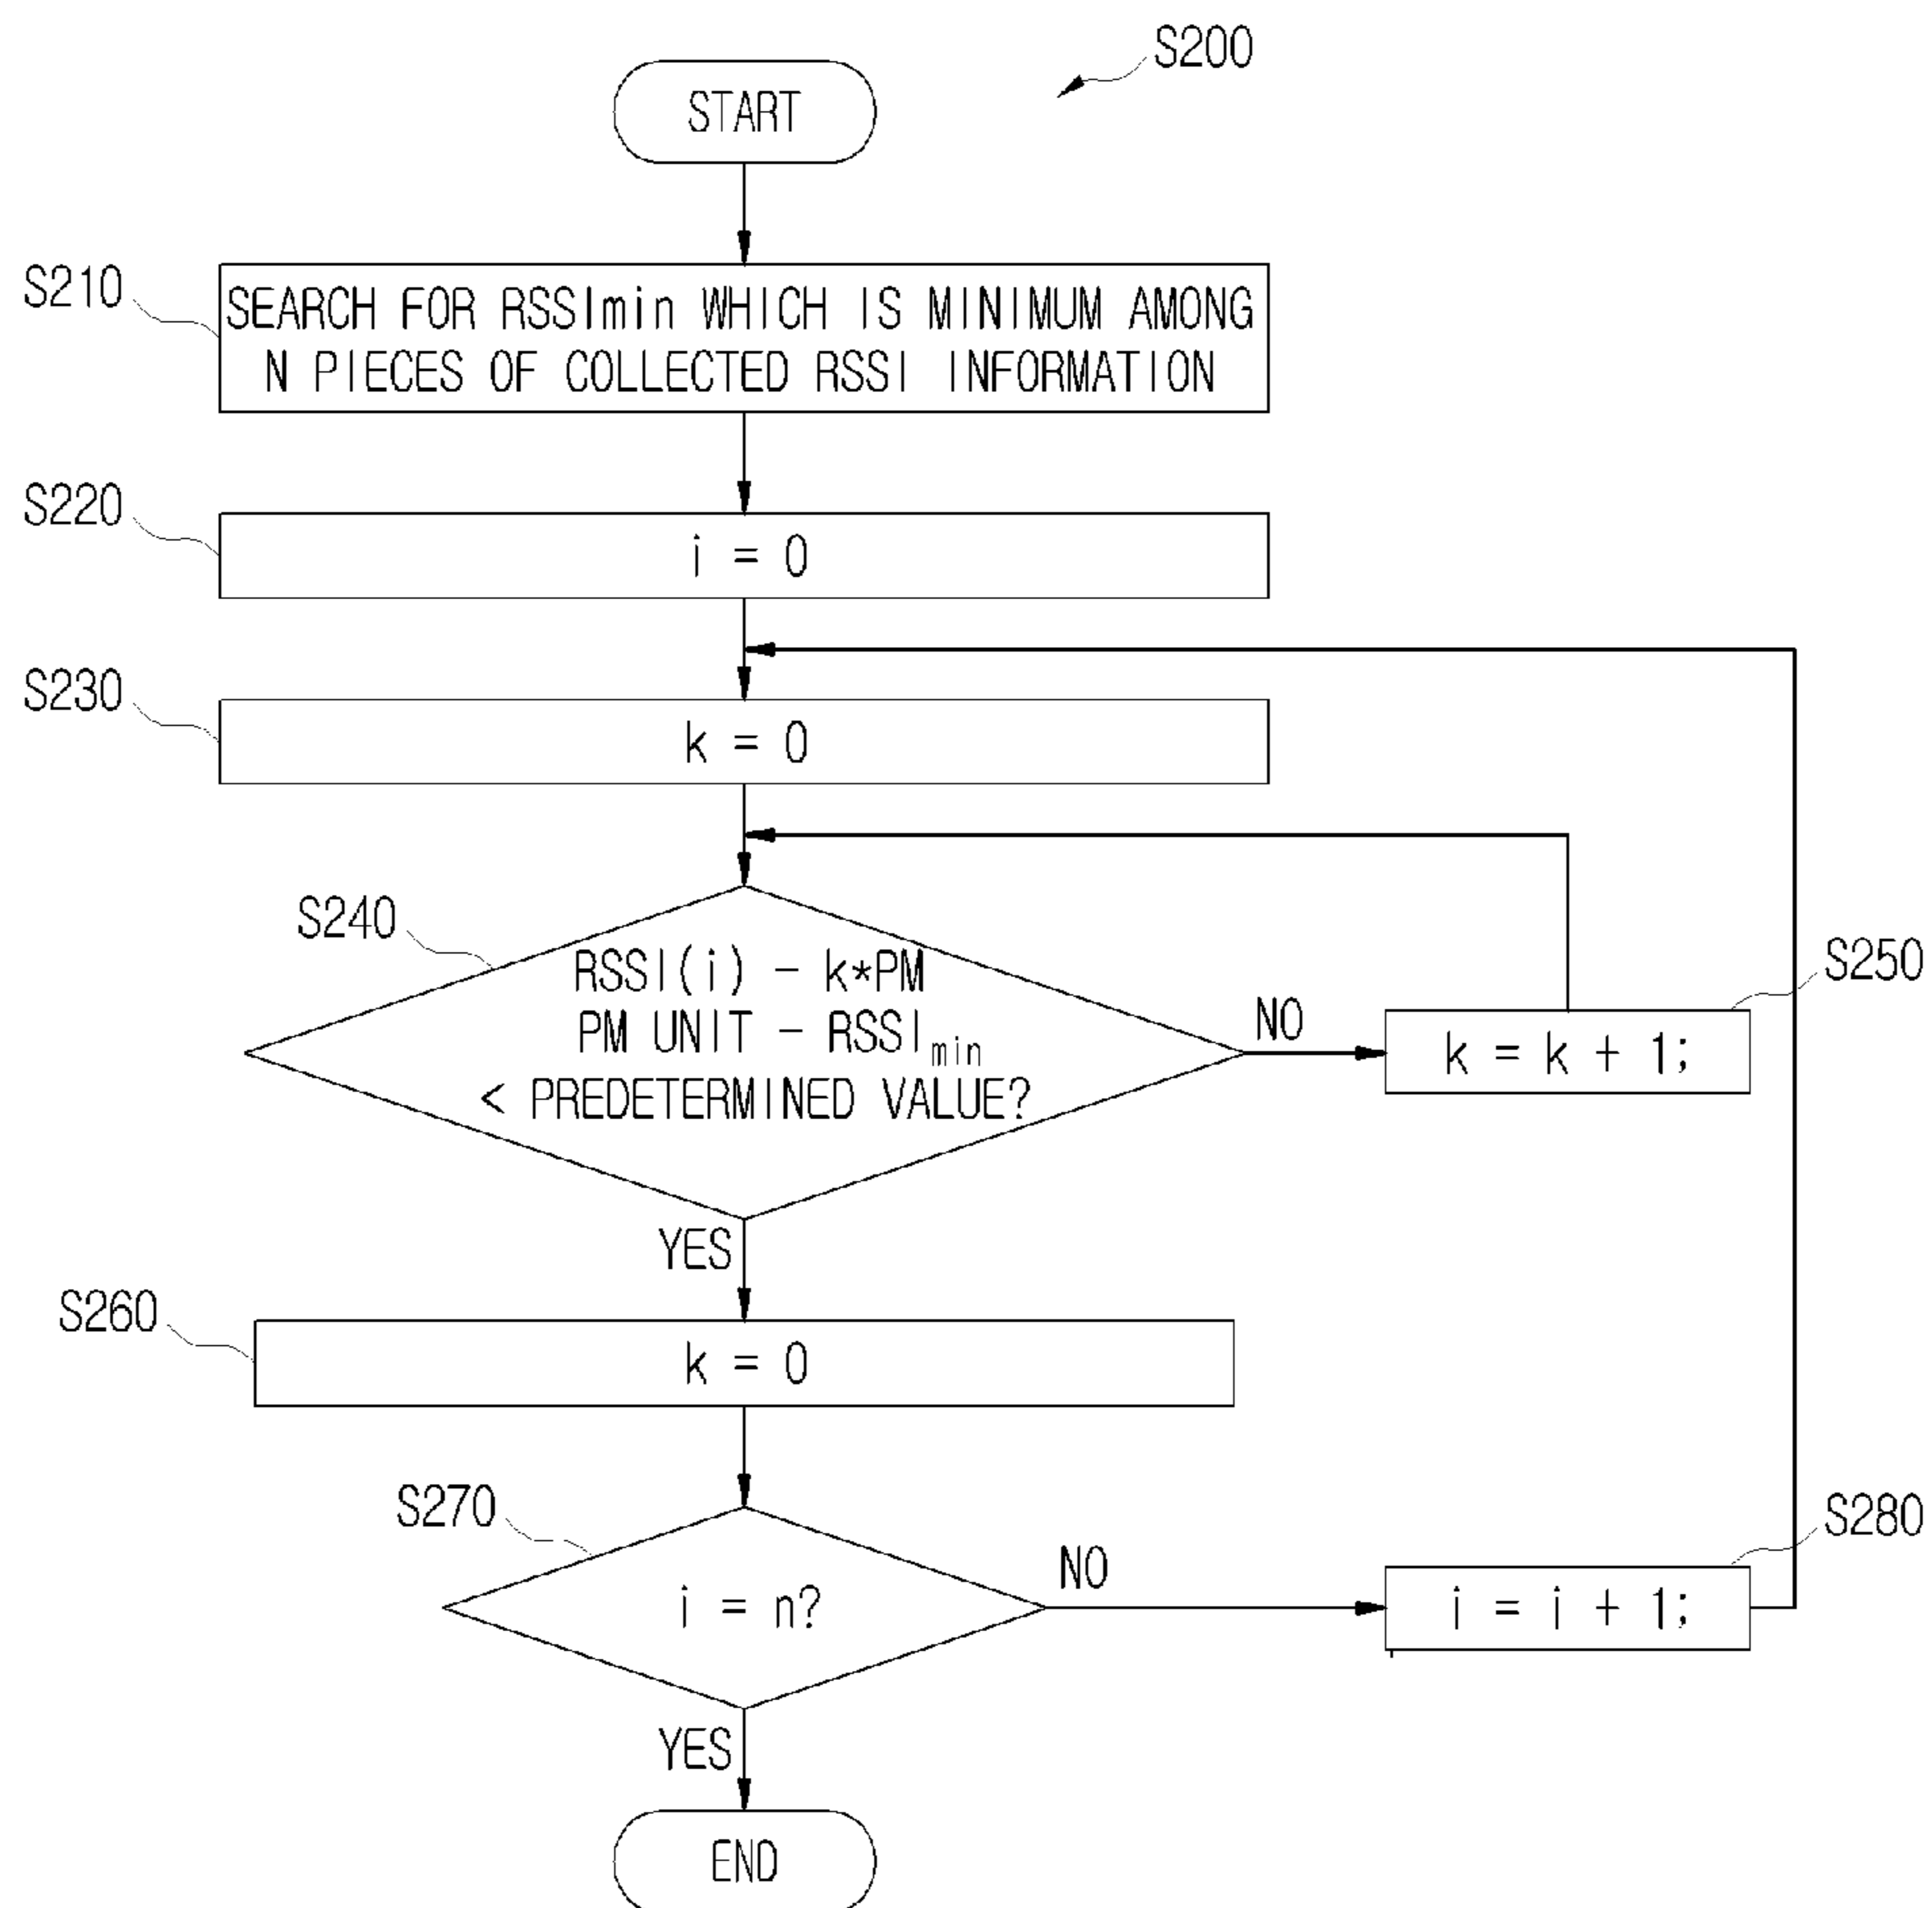 S200
START
S210
SEARCH FOR RSSImin WHICH IS MINIMUM AMONG
N PIECES OF COLLECTED RSSI INFORMATION
S220
i = 0
S230
k = 0
S240
RSSI(i) - k*PM
PM UNIT - RSSImin
< PREDETERMINED VALUE?
NO
S250
k = k + 1;
YES
S260
k = 0
S270
i = n?
NO
S280
i = i + 1;
YES
END